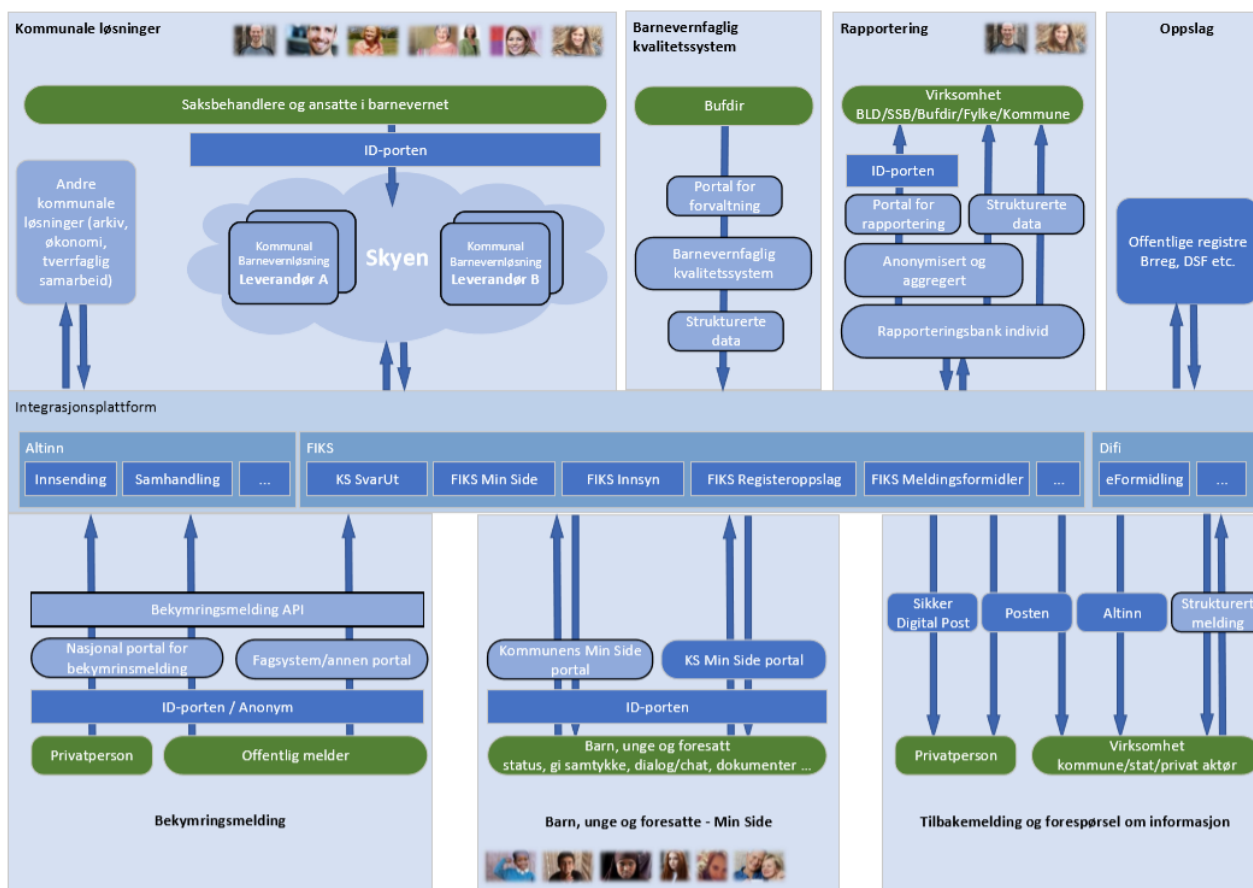 Kommunale løsninger
Saksbehandlere og ansatte i barnevernet
ID-porten
Andre
kommunale
løsninger (arkiv,
økonomi,
tverrfaglig
samarbeid)
Kommunal
Barnevernløsning
Leverandør A
Skyen
Kommunal
Barnevernløsning
Leverandør B
Barnevernfaglig
kvalitetssystem
Bufdir
Portal for
forvaltning
Barnevernfaglig
kvalitetssystem
Strukturerte
data
Rapportering
Virksomhet
BLD/SSB/Bufdir/Fylke/Kommune
ID-porten
Portal for
rapportering
Strukturerte
data
Anonymisert og
aggregert
Rapporteringsbank individ
Oppslag
Offentlige registre
Brreg, DSF etc.
Integrasjonsplattform
Altinn
Innsending
Samhandling
...
FIKS
KS SvarUt
FIKS Min Side
FIKS Innsyn
FIKS Registeroppslag
FIKS Meldingsformidler
...
Difi
eFormidling
...
Bekymringsmelding API
Nasjonal portal for
bekymrinsmelding
Fagsystem/annen portal
ID-porten / Anonym
Privatperson
Offentlig melder
Bekymringsmelding
Kommunens Min Side
portal
KS Min Side portal
ID-porten
Barn, unge og foresatt
status, gi samtykke, dialog/chat, dokumenter ...
Barn, unge og foresatte - Min Side
Sikker
Digital Post
Posten
Altinn
Strukturert
melding
Privatperson
Virksomhet
kommune/stat/privat aktør
Tilbakemelding og forespørsel om informasjon